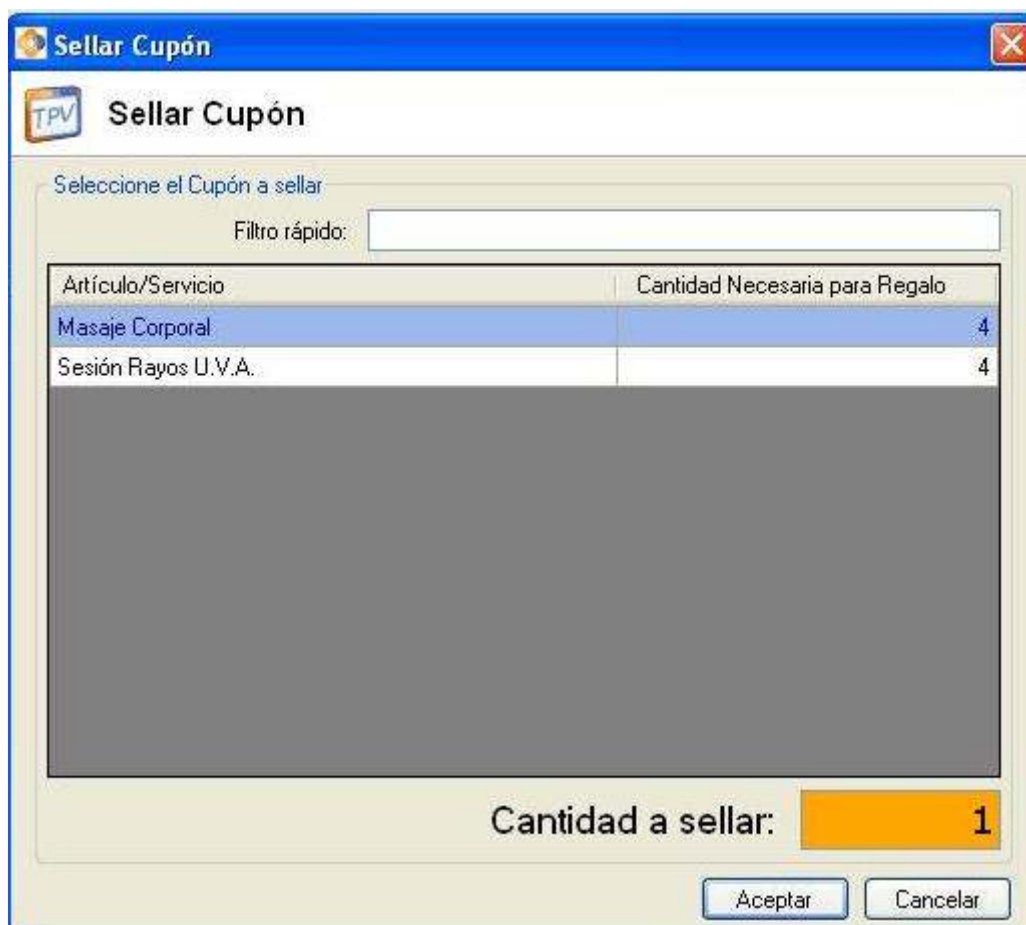 Sellar Cupón
TPV Sellar Cupón
Seleccione el Cupón a sellar
Filtro rápido:
Artículo/Servicio Cantidad Necesaria para Regalo
Masaje Corporal 4
Sesión Rayos U.V.A. 4
Cantidad a sellar: 1
Aceptar Cancelar